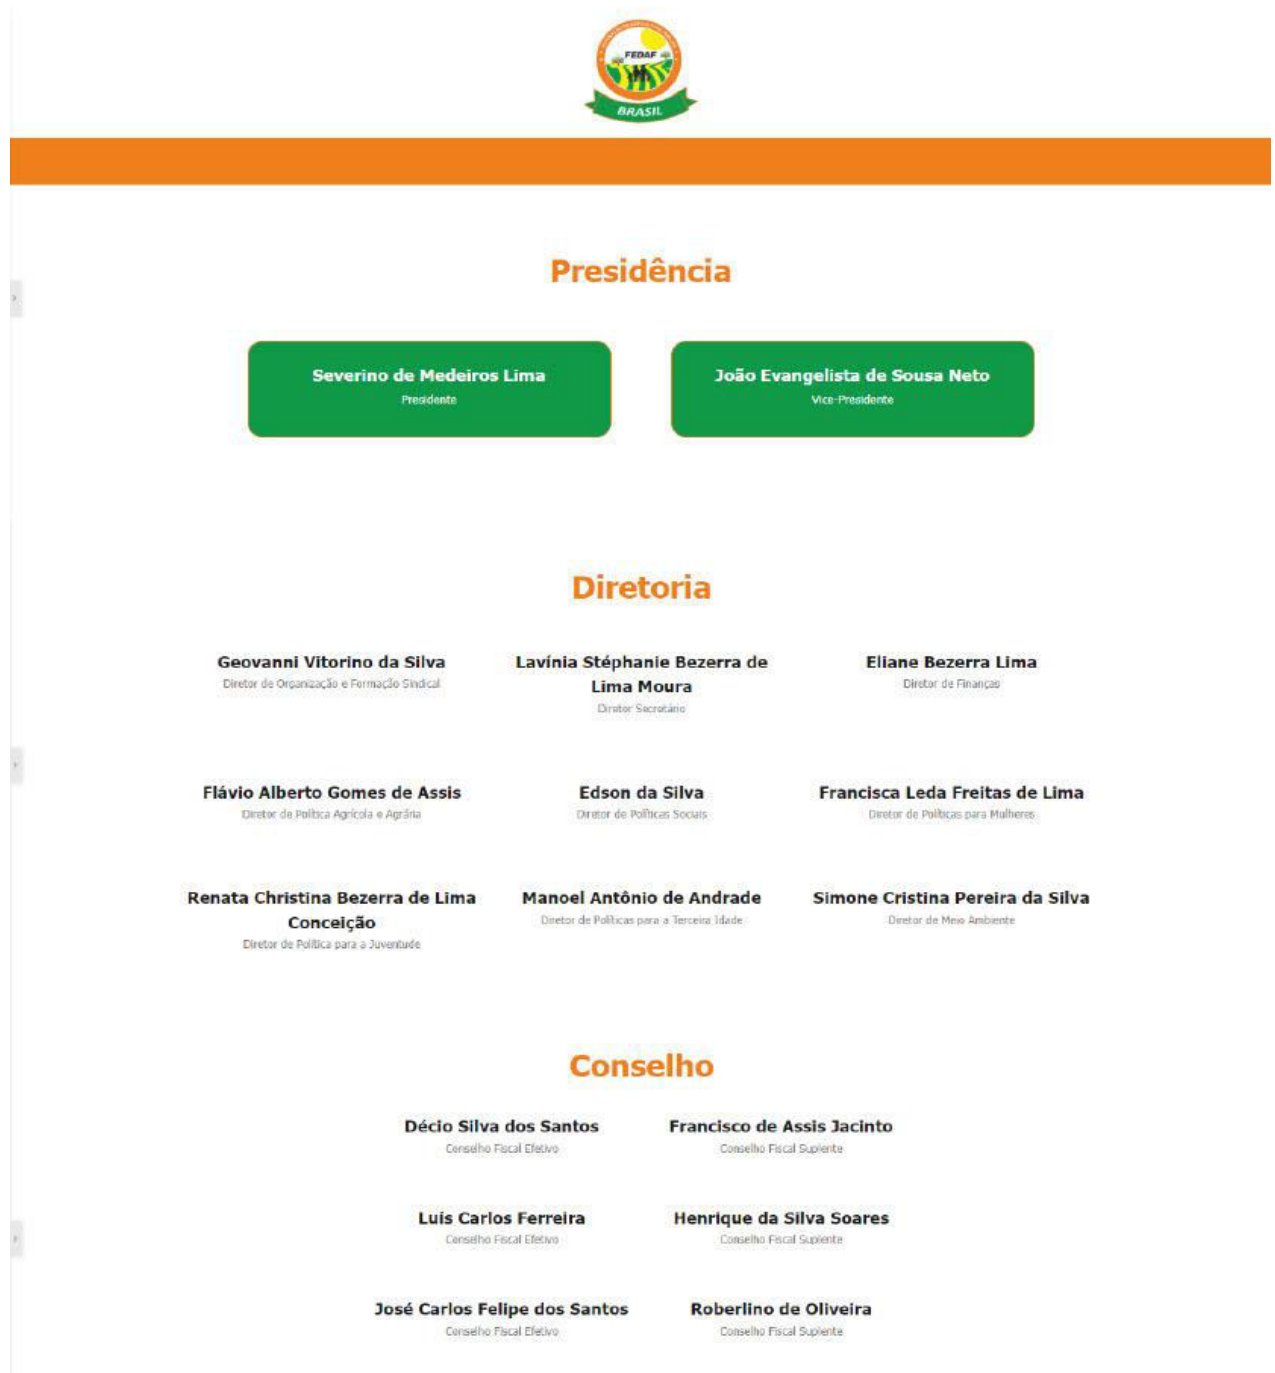 FEDAF
BRASIL
Presidência
Severino de Medeiros Lima
Presidente
João Evangelista de Sousa Neto
Vice-Presidente
Diretoria
Geovanni Vitorino da Silva
Diretor de Organização e Formação Sindical
Lavínia Stéphanie Bezerra de
Lima Moura
Diretor Secretário
Eliane Bezerra Lima
Diretor de Finanças
Flávio Alberto Gomes de Assis
Diretor de Política Agrícola e Agrária
Edson da Silva
Diretor de Políticas Sociais
Francisca Leda Freitas de Lima
Diretor de Políticas para Mulheres
Renata Christina Bezerra de Lima
Conceição
Diretor de Política para a Juventude
Manoel Antônio de Andrade
Diretor de Políticas para a Terceira Idade
Simone Cristina Pereira da Silva
Diretor de Meio Ambiente
Conselho
Décio Silva dos Santos
Conselho Fiscal Efetivo
Francisco de Assis Jacinto
Conselho Fiscal Suplente
Luís Carlos Ferreira
Conselho Fiscal Efetivo
Henrique da Silva Soares
Conselho Fiscal Suplente
José Carlos Felipe dos Santos
Conselho Fiscal Efetivo
Roberlino de Oliveira
Conselho Fiscal Suplente